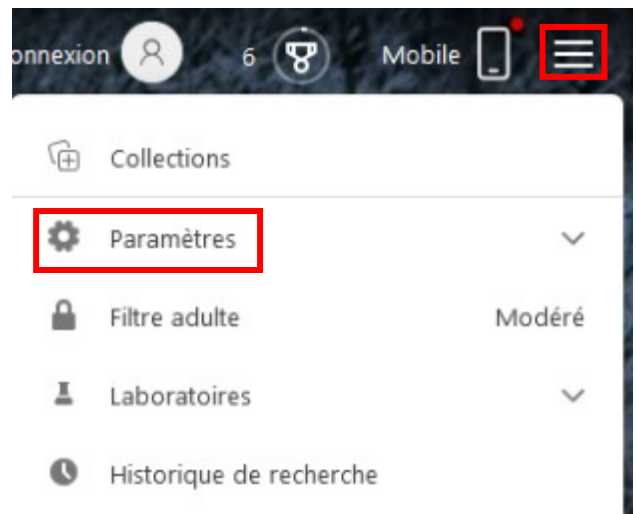 onnexion 6 Mobile
Collections
Paramètres
Filtre adulte Modéré
Laboratoires
Historique de recherche